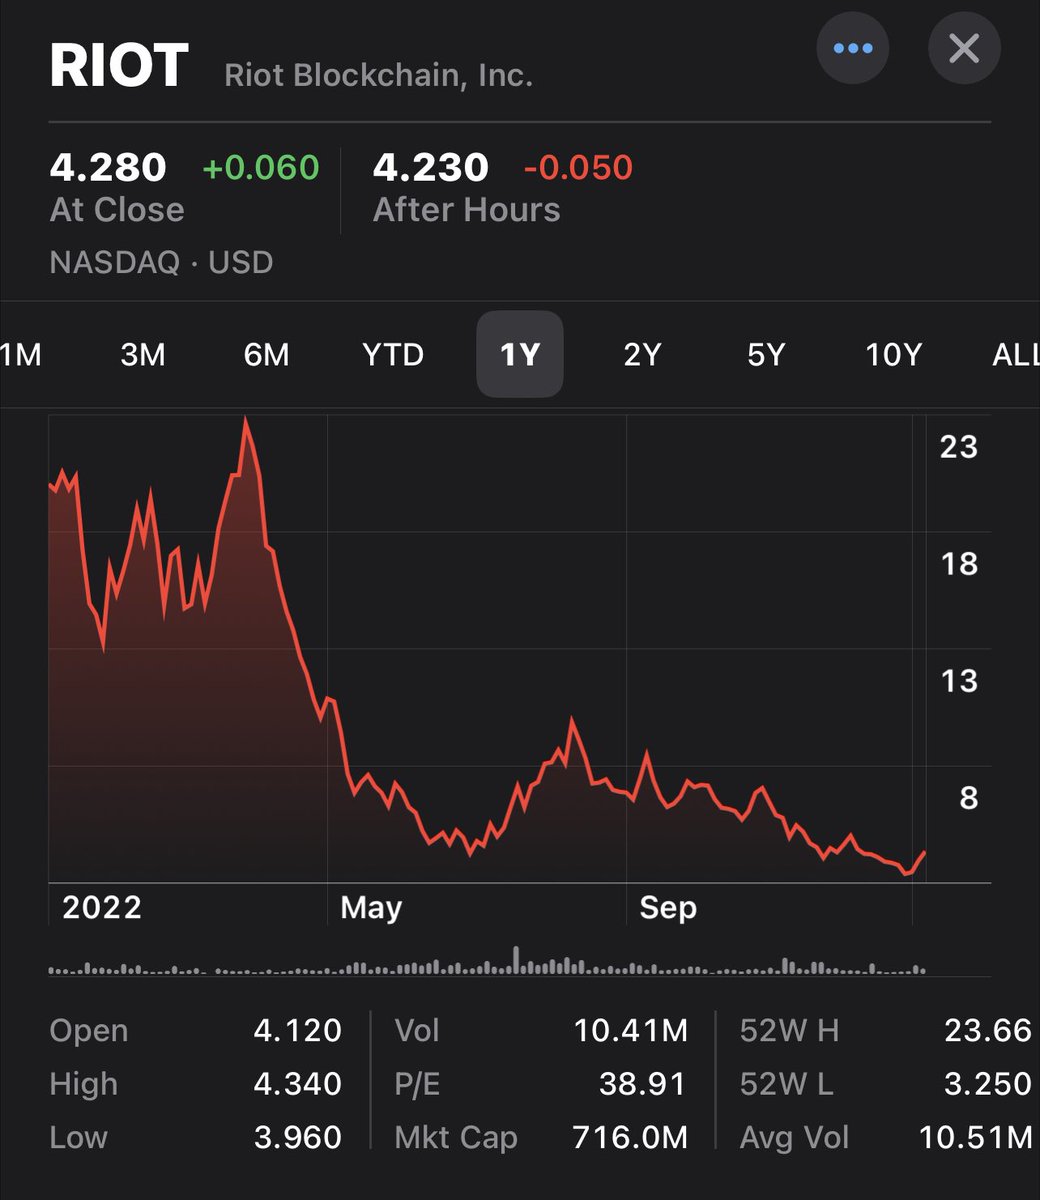 RIOT Riot Blockchain, Inc.
4.280 +0.060 4.230 -0.050
At Close After Hours
NASDAQ · USD
1M 3M 6M YTD 1Y 2Y 5Y 10Y ALL
23
18
13
8
2022 May Sep
Open 4.120 Vol 10.41M 52W H 23.66
High 4.340 P/E 38.91 52W L 3.250
Low 3.960 Mkt Cap 716.0M Avg Vol 10.51M